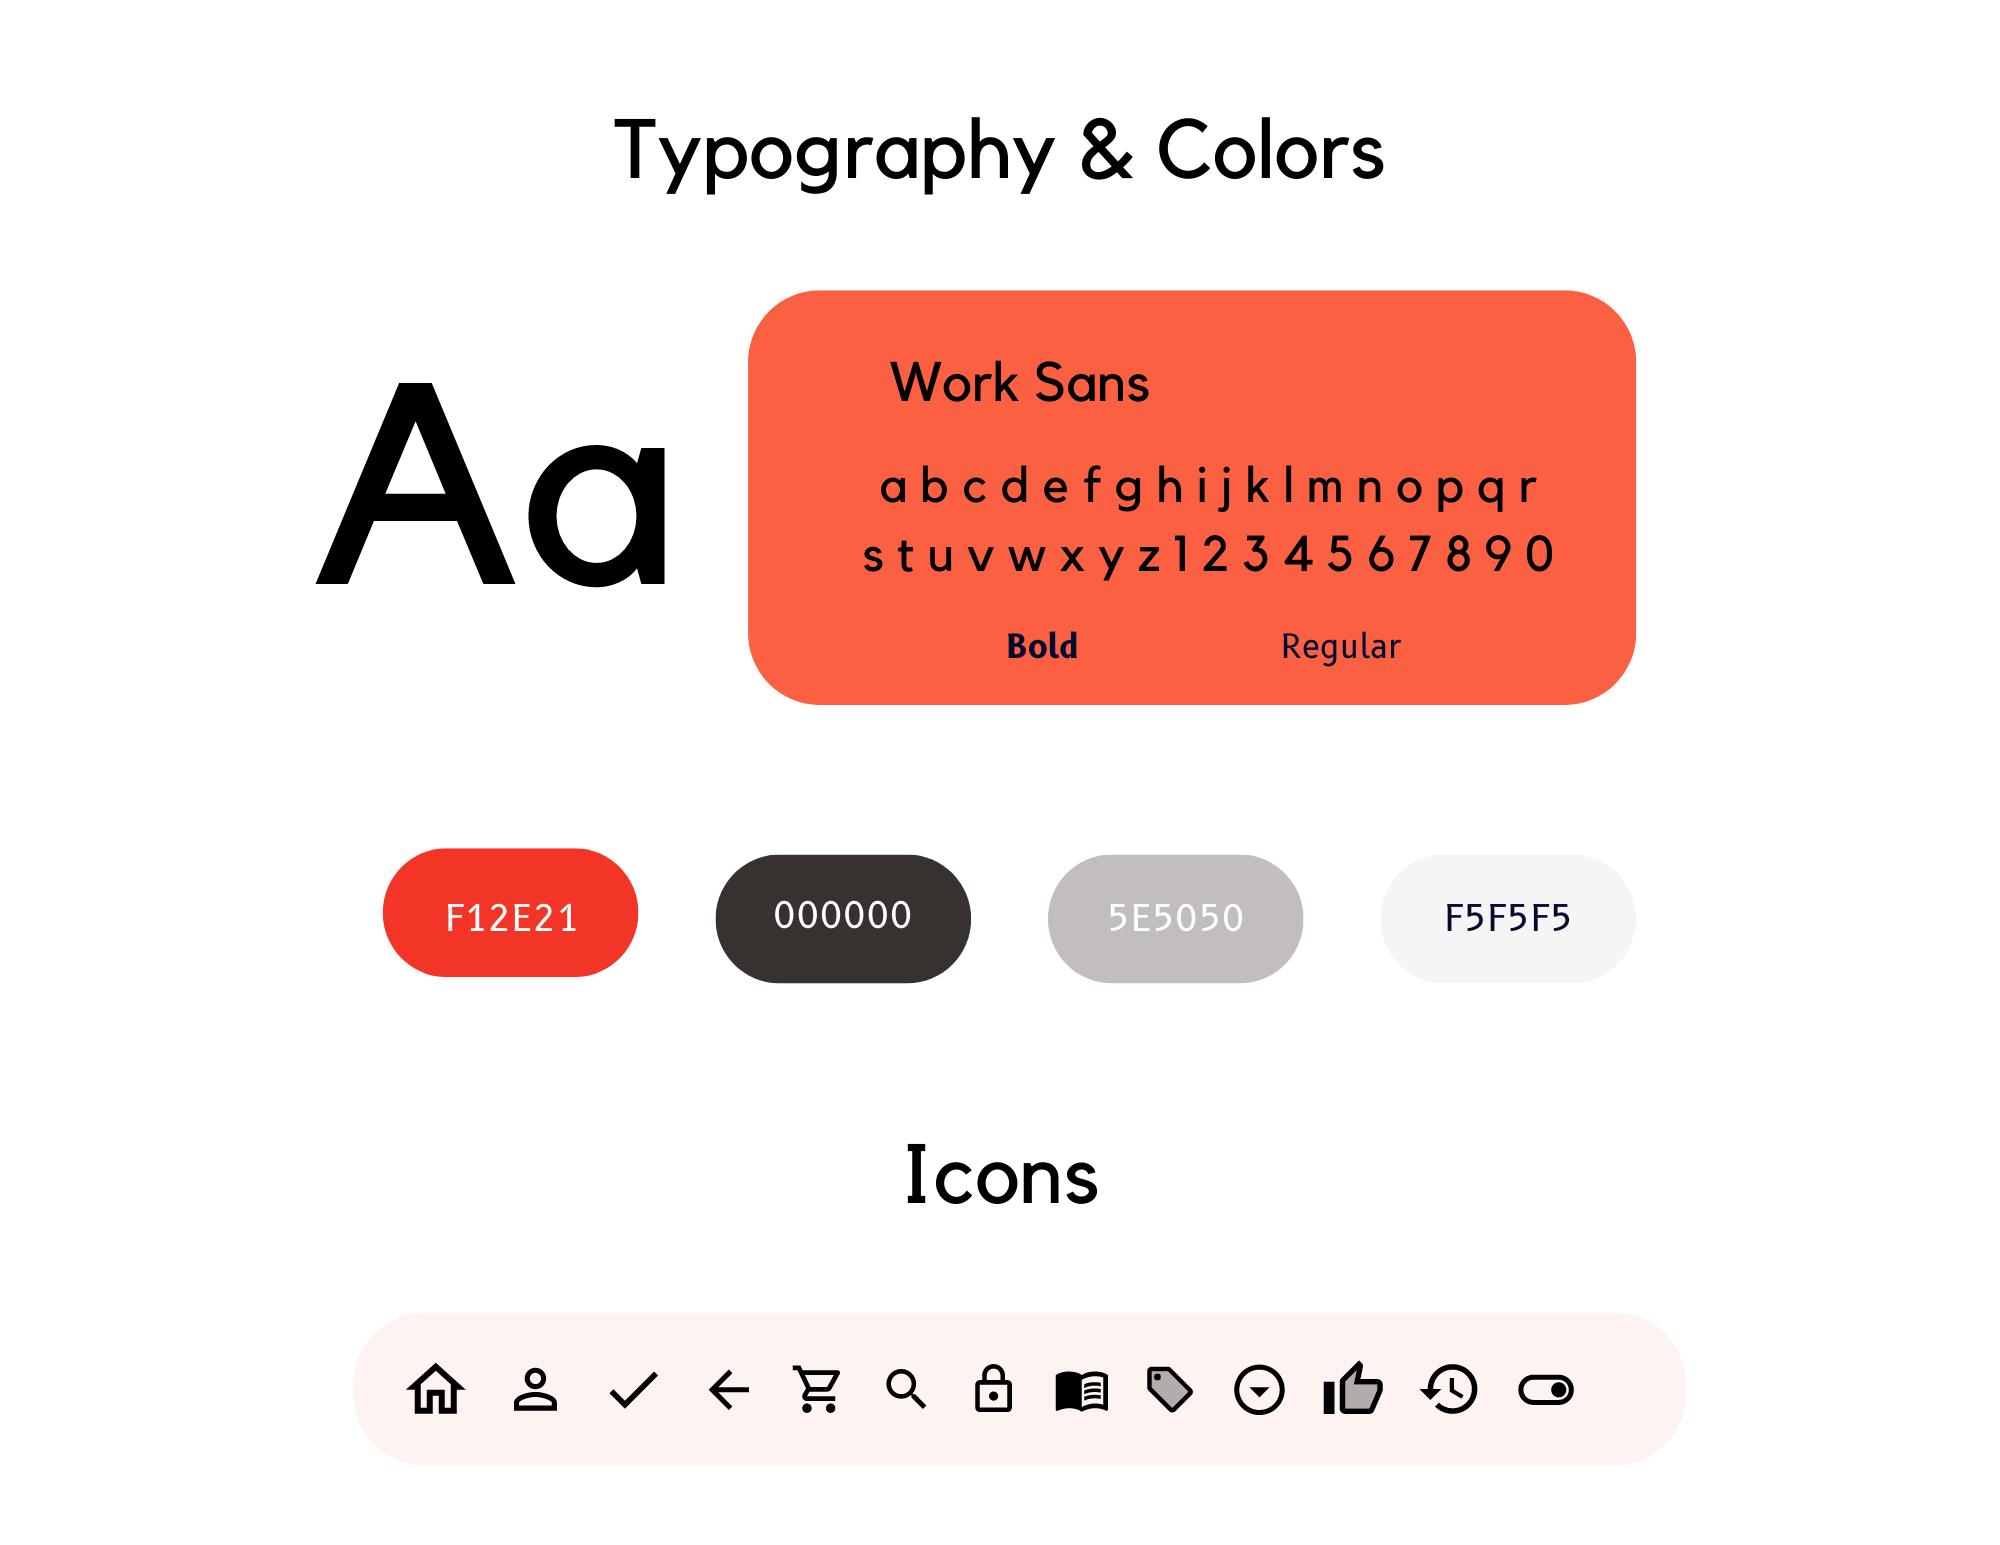 Typography & Colors
Aa
Work Sans
a b c d e f g h i j k l m n o p q r
s t u v w x y z 1 2 3 4 5 6 7 8 9 0
Bold Regular
F12E21 000000 5E5050 F5F5F5
Icons